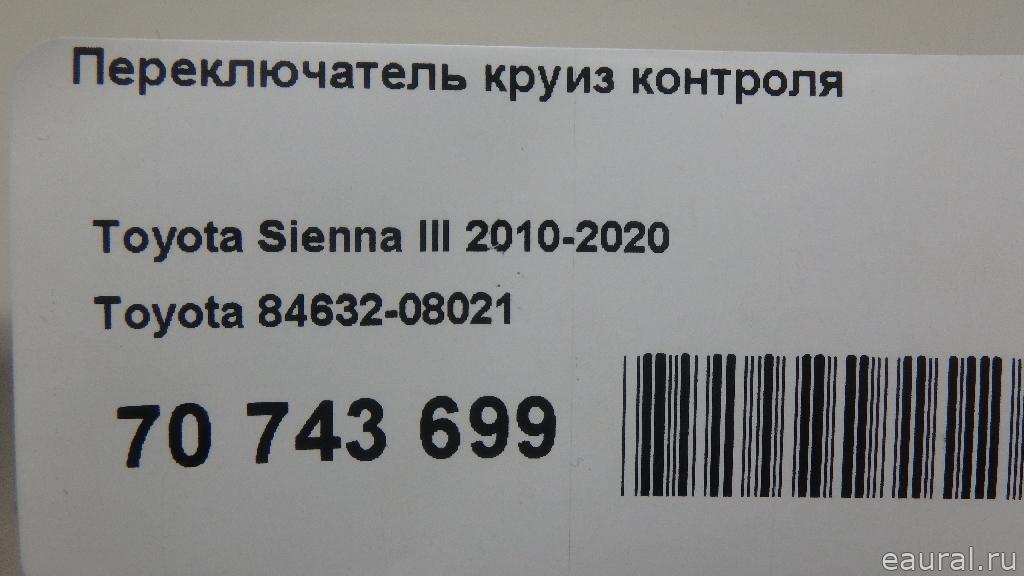 Переключатель круиз контроля
Toyota Sienna III 2010-2020
Toyota 84632-08021
70 743 699
eaural.ru